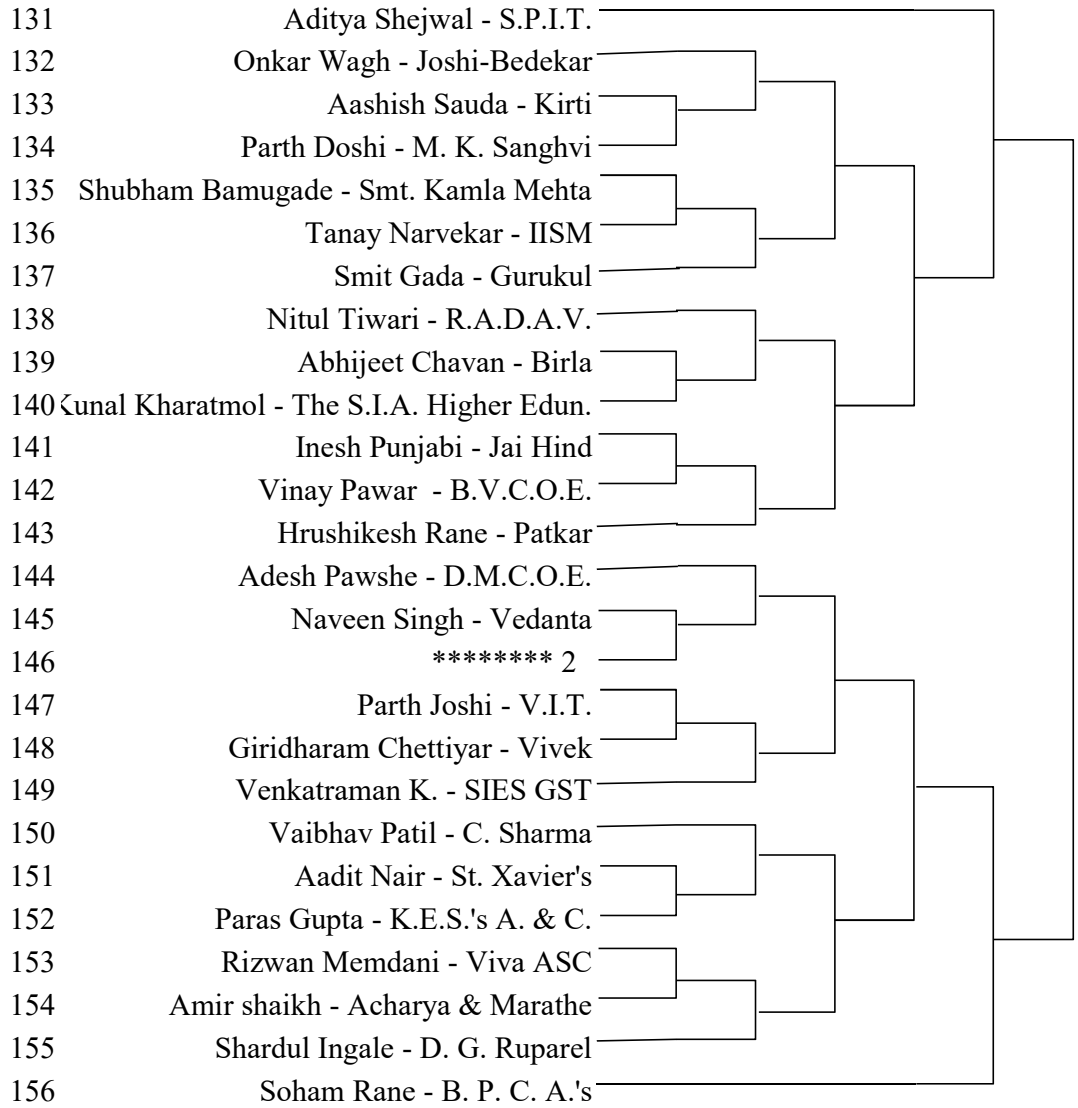 131 Aditya Shejwal - S.P.I.T.
132 Onkar Wagh - Joshi-Bedekar
133 Aashish Sauda - Kirti
134 Parth Doshi - M. K. Sanghvi
135 Shubham Bamugade - Smt. Kamla Mehta
136 Tanay Narvekar - IISM
137 Smit Gada - Gurukul
138 Nitul Tiwari - R.A.D.A.V.
139 Abhijeet Chavan - Birla
140 Kunal Kharatmol - The S.I.A. Higher Edun.
141 Inesh Punjabi - Jai Hind
142 Vinay Pawar - B.V.C.O.E.
143 Hrushikesh Rane - Patkar
144 Adesh Pawshe - D.M.C.O.E.
145 Naveen Singh - Vedanta
146 ******** 2
147 Parth Joshi - V.I.T.
148 Giridharam Chettiyar - Vivek
149 Venkatraman K. - SIES GST
150 Vaibhav Patil - C. Sharma
151 Aadit Nair - St. Xavier's
152 Paras Gupta - K.E.S.'s A. & C.
153 Rizwan Memdani - Viva ASC
154 Amir shaikh - Acharya & Marathe
155 Shardul Ingale - D. G. Ruparel
156 Soham Rane - B. P. C. A.'s